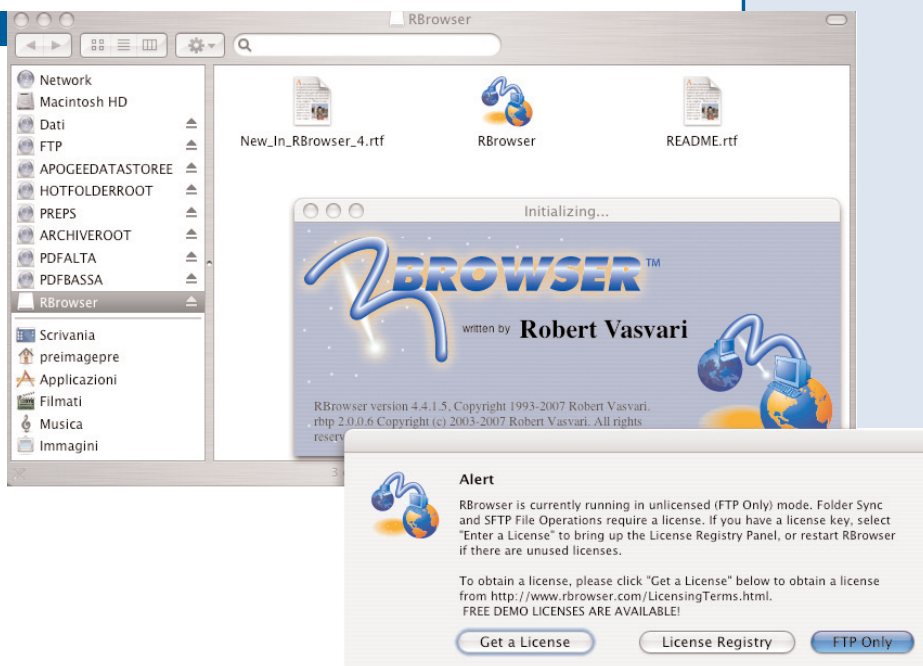 RBrowser
Network
Macintosh HD
Dati
FTP
APOGEEDATASTOREE
HOTFOLDERROOT
PREPS
ARCHIVEROOT
PDFALTA
PDFBASSA
RBrowser
Scrivania
preimagepre
Applicazioni
Filmati
Musica
Immagini
New_In_RBrowser_4.rtf
RBrowser
README.rtf
Initializing...
RBROWSER™
written by Robert Vasvari
RBrowser version 4.4.1.5, Copyright 1993-2007 Robert Vasvari.
rbtp 2.0.0.6 Copyright (c) 2003-2007 Robert Vasvari. All rights
Alert
RBrowser is currently running in unlicensed (FTP Only) mode. Folder Sync
and SFTP File Operations require a license. If you have a license key, select
"Enter a License" to bring up the License Registry Panel, or restart RBrowser
if there are unused licenses.
To obtain a license, please click "Get a License" below to obtain a license
from http://www.rbrowser.com/LicensingTerms.html.
FREE DEMO LICENSES ARE AVAILABLE!
Get a License
License Registry
FTP Only